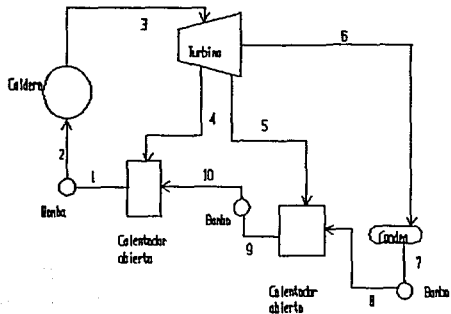 3
6
Turbina
Caldera
4
5
2
1
10
Bomba
Bomba
9
Calentador
abierto
Conden
7
8
Bomba
Calentador
abierto